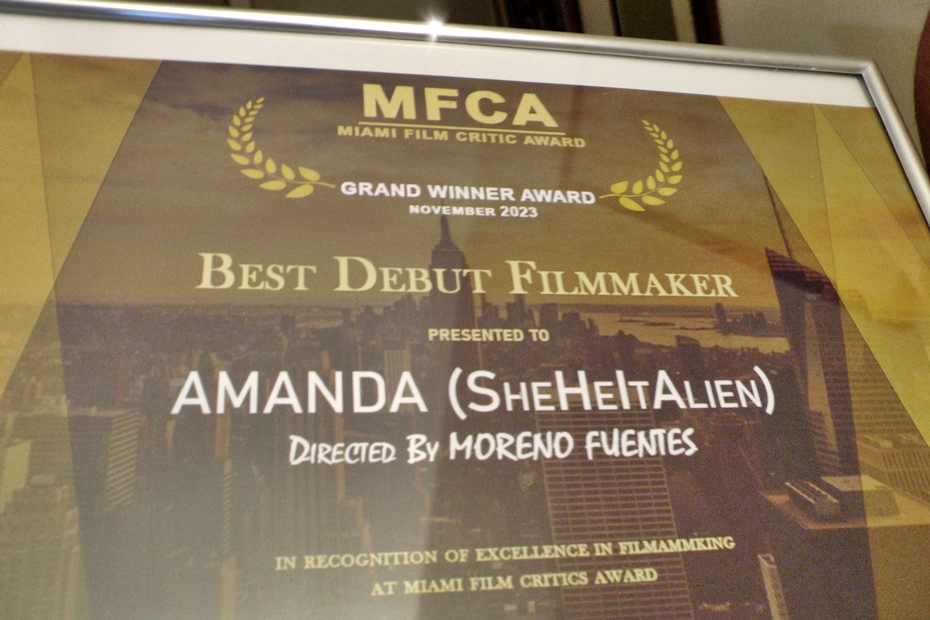 MFCA
MIAMI FILM CRITIC AWARD
GRAND WINNER AWARD
NOVEMBER 2023
BEST DEBUT FILMMAKER
PRESENTED TO
AMANDA (SHEHEITALIEN)
DIRECTED BY MORENO FUENTES
IN RECOGNITION OF EXCELLENCE IN FILMAMMKING
AT MIAMI FILM CRITICS AWARD